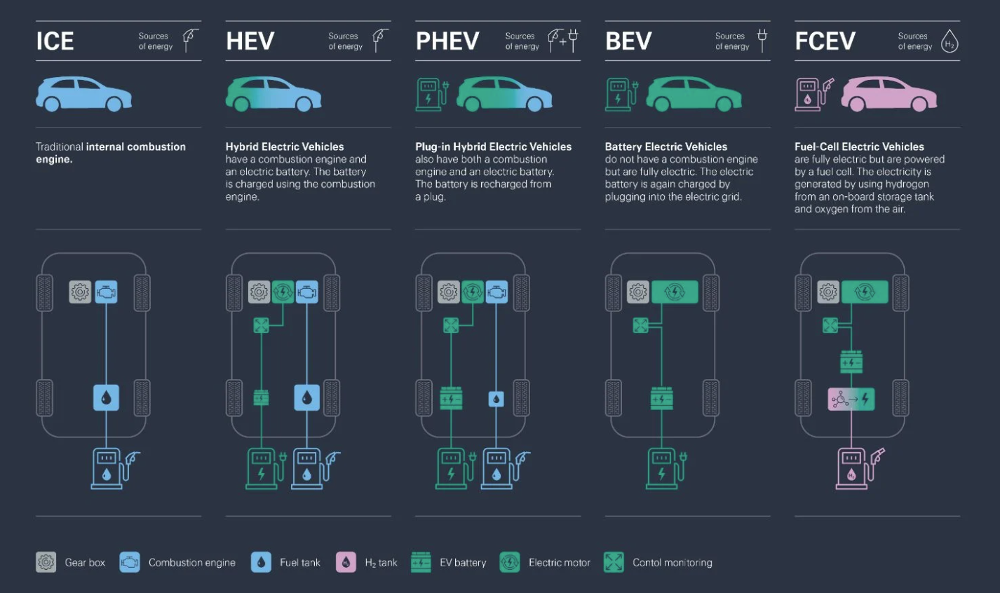 ICE
Sources
of energy
HEV
Sources
of energy
PHEV
Sources
of energy
+
BEV
Sources
of energy
FCEV
Sources
of energy
H₂
Traditional internal combustion
engine.
Hybrid Electric Vehicles
have a combustion engine and
an electric battery. The battery
is charged using the combustion
engine.
Plug-in Hybrid Electric Vehicles
also have both a combustion
engine and an electric battery.
The battery is recharged from
a plug.
Battery Electric Vehicles
do not have a combustion engine
but are fully electric. The electric
battery is again charged by
plugging into the electric grid.
Fuel-Cell Electric Vehicles
are fully electric but are powered
by a fuel cell. The electricity is
generated by using hydrogen
from an on-board storage tank
and oxygen from the air.
H₂
Gear box
Combustion engine
Fuel tank
H₂ tank
EV battery
Electric motor
Contol monitoring